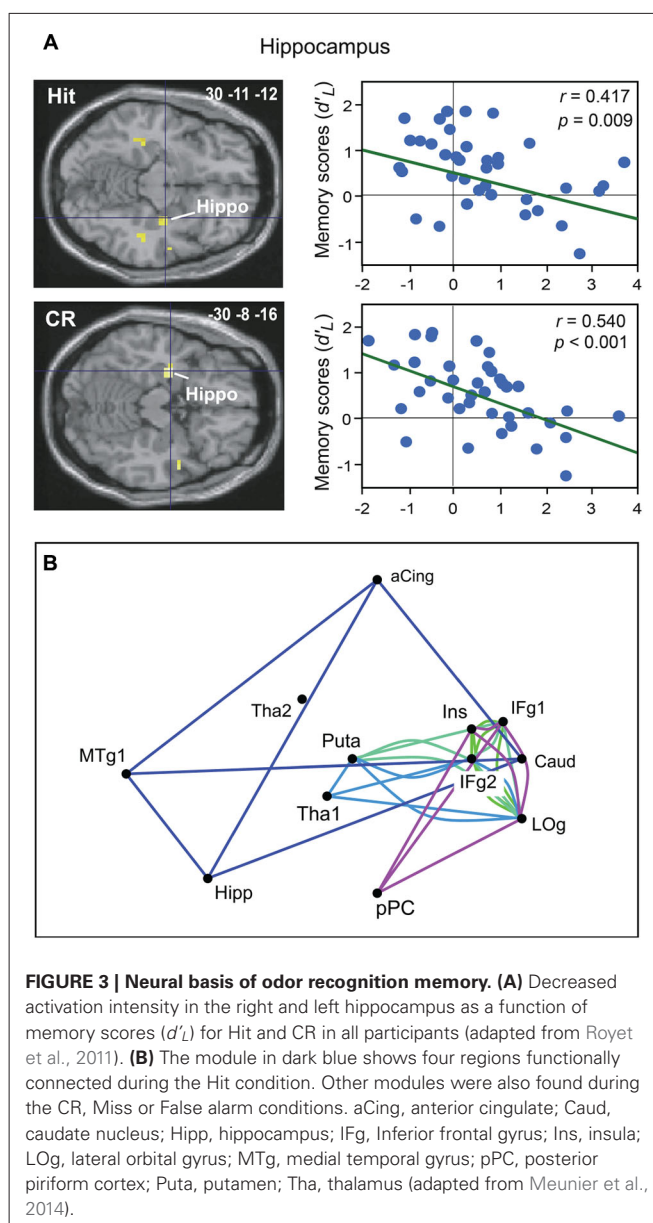 A
Hippocampus
Hit
30 -11 -12
Hippo
Memory scores (d′L)
2
1
0
-1
r = 0.417
p = 0.009
-2 -1 0 1 2 3 4
CR
-30 -8 -16
Hippo
Memory scores (d′L)
2
1
0
-1
r = 0.540
p < 0.001
-2 -1 0 1 2 3 4
B
aCing
Tha2
Ins
IFg1
Puta
MTg1
Caud
IFg2
Tha1
LOg
Hipp
pPC
FIGURE 3 | Neural basis of odor recognition memory. (A) Decreased
activation intensity in the right and left hippocampus as a function of
memory scores (d′L) for Hit and CR in all participants (adapted from Royet
et al., 2011). (B) The module in dark blue shows four regions functionally
connected during the Hit condition. Other modules were also found during
the CR, Miss or False alarm conditions. aCing, anterior cingulate; Caud,
caudate nucleus; Hipp, hippocampus; IFg, Inferior frontal gyrus; Ins, insula;
LOg, lateral orbital gyrus; MTg, medial temporal gyrus; pPC, posterior
piriform cortex; Puta, putamen; Tha, thalamus (adapted from Meunier et al.,
2014).